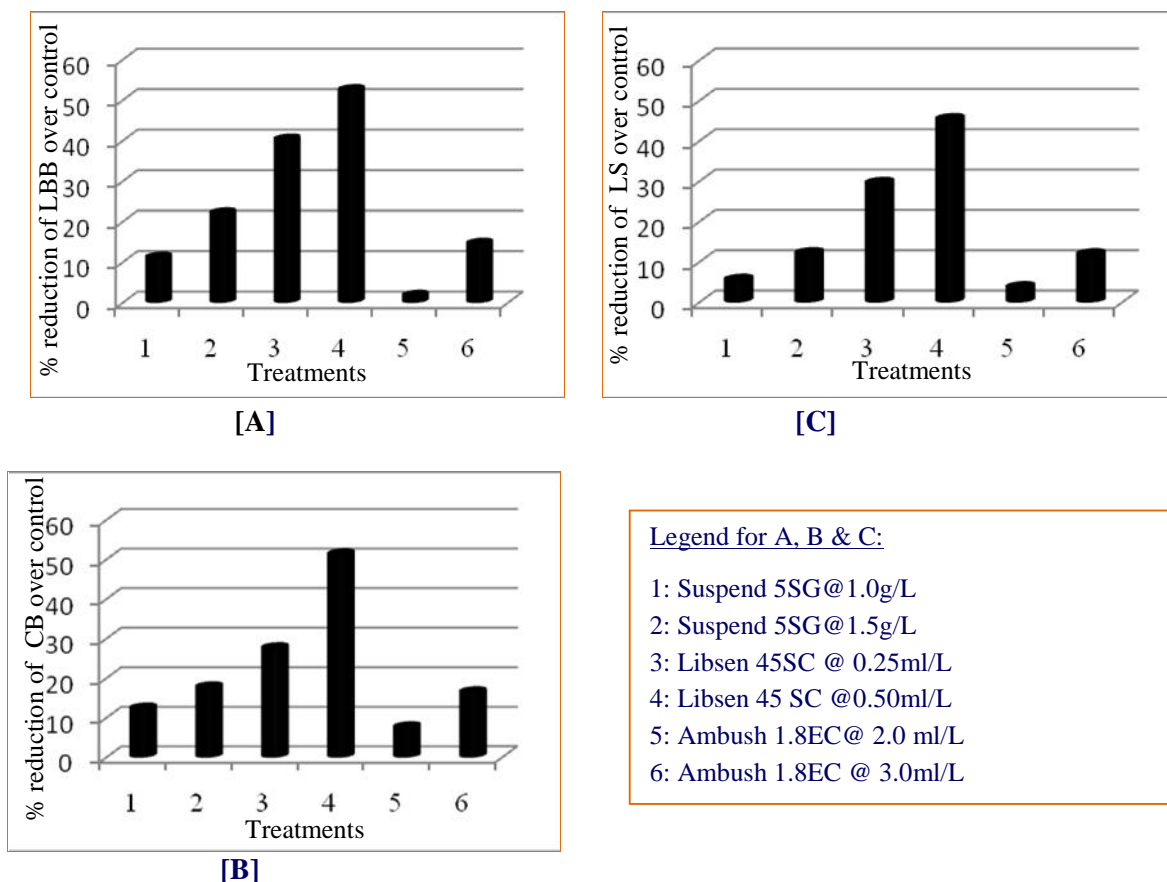 % reduction of LBB over control
60
50
40
30
20
10
0
1 2 3 4 5 6
Treatments
[A]
% reduction of LS over control
60
50
40
30
20
10
0
1 2 3 4 5 6
Treatments
[C]
% reduction of CB over control
60
50
40
30
20
10
0
1 2 3 4 5 6
Treatments
[B]
Legend for A, B & C:
1: Suspend 5SG@1.0g/L
2: Suspend 5SG@1.5g/L
3: Libsen 45SC @ 0.25ml/L
4: Libsen 45 SC @0.50ml/L
5: Ambush 1.8EC@ 2.0 ml/L
6: Ambush 1.8EC @ 3.0ml/L